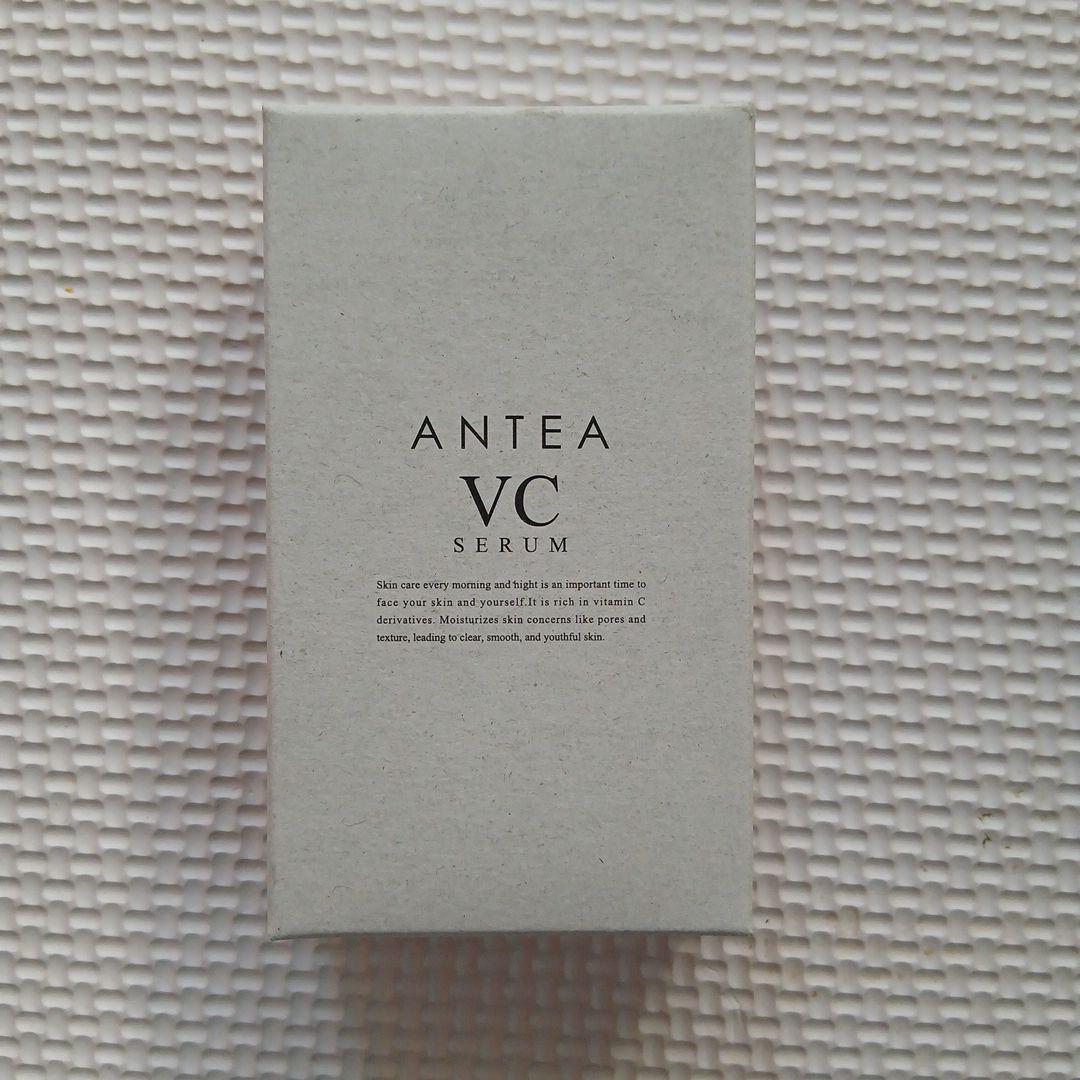 ANTEA
VC
SERUM
Skin care every morning and night is an important time to
face your skin and yourself.It is rich in vitamin C
derivatives. Moisturizes skin concerns like pores and
texture, leading to clear, smooth, and youthful skin.